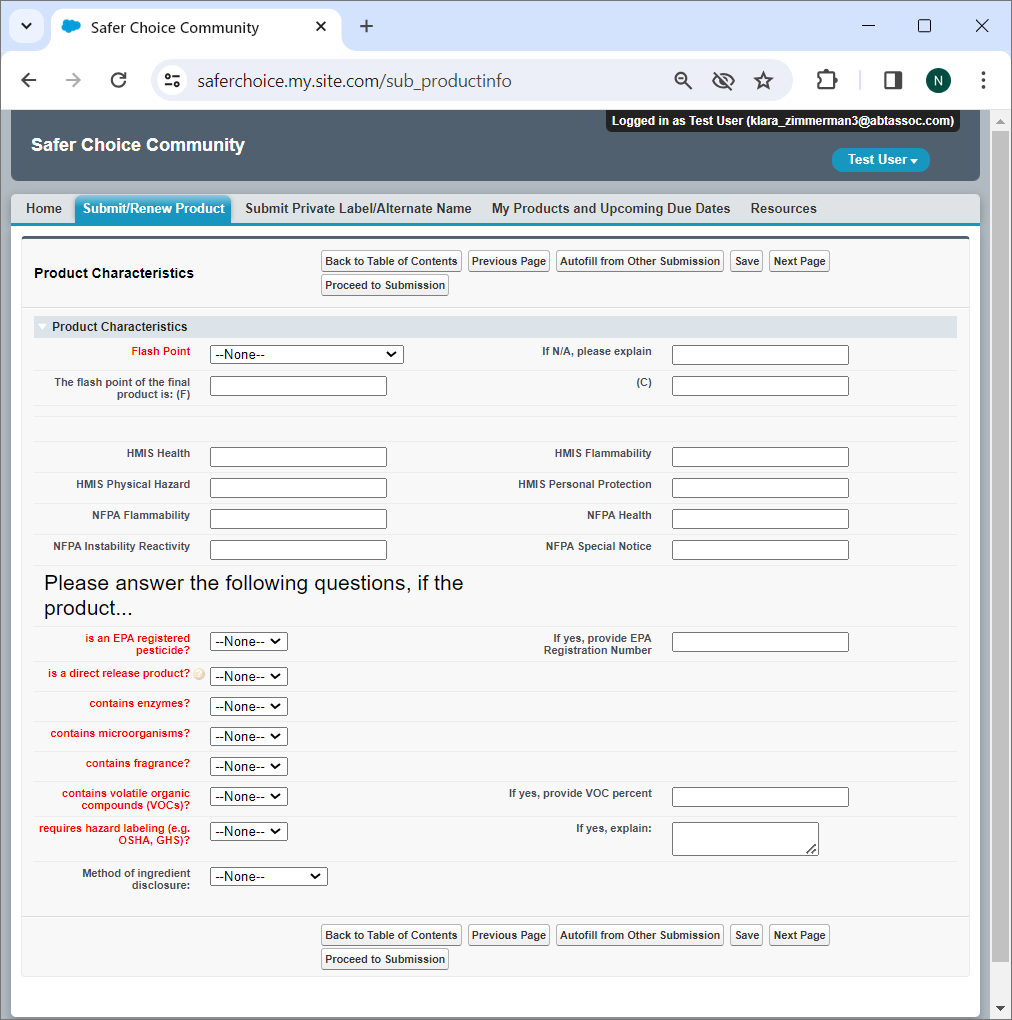 Safer Choice Community
saferchoice.my.site.com/sub_productinfo
N
Logged in as Test User (klara_zimmerman3@abtassoc.com)
Safer Choice Community
Test User
Home Submit/Renew Product Submit Private Label/Alternate Name My Products and Upcoming Due Dates Resources
Product Characteristics
Back to Table of Contents Previous Page Autofill from Other Submission Save Next Page
Proceed to Submission
Product Characteristics
Flash Point --None-- If N/A, please explain
The flash point of the final
product is: (F) (C)
HMIS Health HMIS Flammability
HMIS Physical Hazard HMIS Personal Protection
NFPA Flammability NFPA Health
NFPA Instability Reactivity NFPA Special Notice
Please answer the following questions, if the
product...
is an EPA registered
pesticide? --None-- If yes, provide EPA
Registration Number
is a direct release product? ? --None--
contains enzymes? --None--
contains microorganisms? --None--
contains fragrance? --None--
contains volatile organic
compounds (VOCs)? --None-- If yes, provide VOC percent
requires hazard labeling (e.g.
OSHA, GHS)? --None-- If yes, explain:
Method of ingredient
disclosure: --None--
Back to Table of Contents Previous Page Autofill from Other Submission Save Next Page
Proceed to Submission